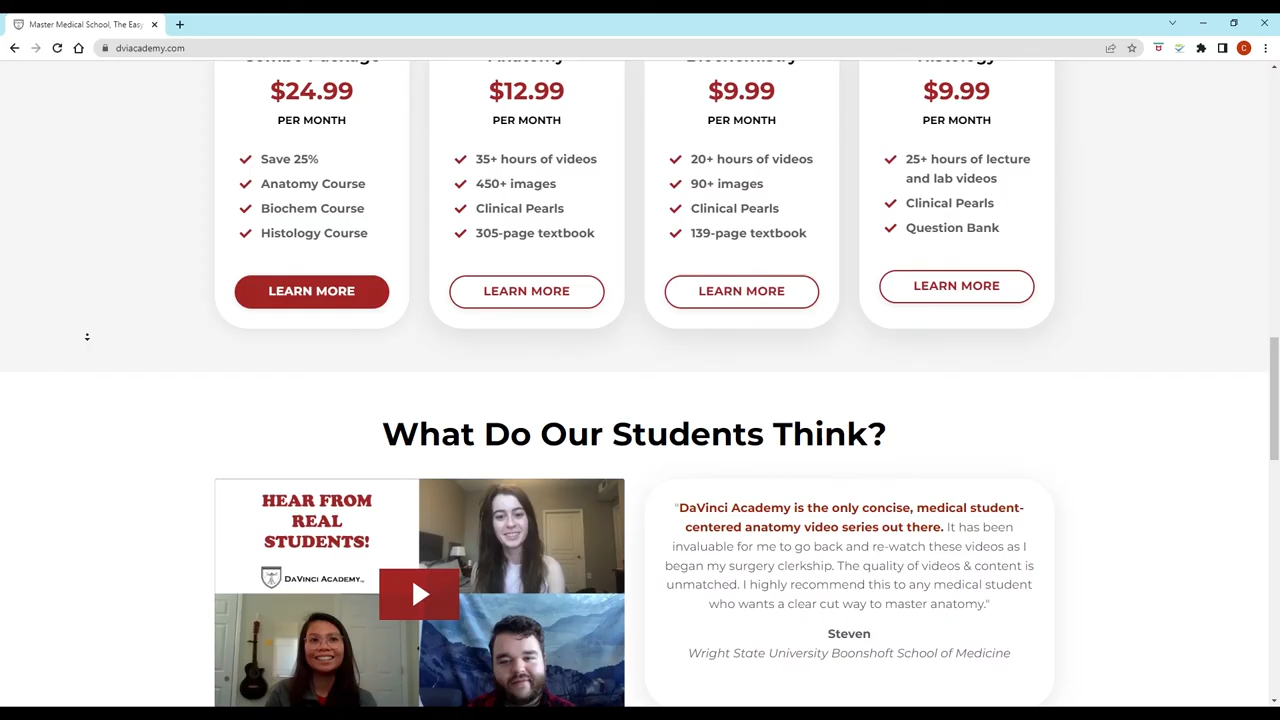 Master Medical School, The Easy
dviacademy.com
C
Combo Package
$24.99
PER MONTH
Save 25%
Anatomy Course
Biochem Course
Histology Course
LEARN MORE
Anatomy
$12.99
PER MONTH
35+ hours of videos
450+ images
Clinical Pearls
305-page textbook
LEARN MORE
Biochemistry
$9.99
PER MONTH
20+ hours of videos
90+ images
Clinical Pearls
139-page textbook
LEARN MORE
Histology
$9.99
PER MONTH
25+ hours of lecture
and lab videos
Clinical Pearls
Question Bank
LEARN MORE
What Do Our Students Think?
HEAR FROM
REAL
STUDENTS!
DAVINCI ACADEMY
"DaVinci Academy is the only concise, medical student-
centered anatomy video series out there. It has been
invaluable for me to go back and re-watch these videos as I
began my surgery clerkship. The quality of videos & content is
unmatched. I highly recommend this to any medical student
who wants a clear cut way to master anatomy."
Steven
Wright State University Boonshoft School of Medicine